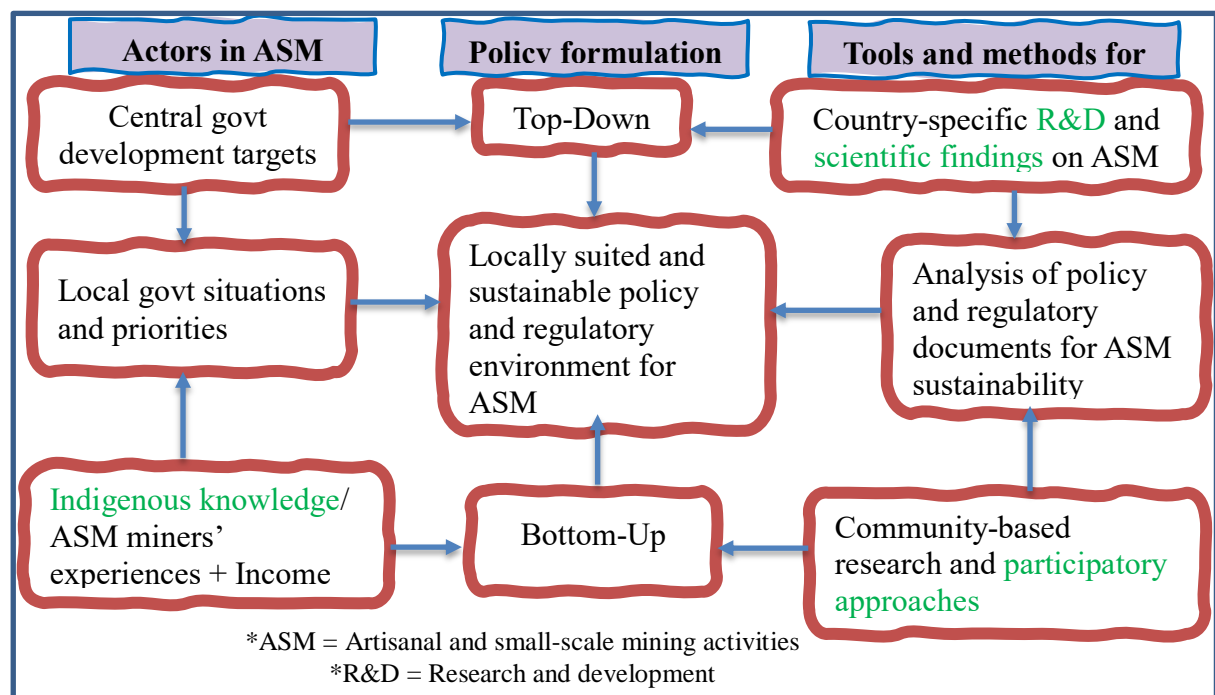 Actors in ASM
Policy formulation
Tools and methods for
Central govt
development targets
Top-Down
Country-specific R&D and
scientific findings on ASM
Local govt situations
and priorities
Locally suited and
sustainable policy
and regulatory
environment for
ASM
Analysis of policy
and regulatory
documents for ASM
sustainability
Indigenous knowledge/
ASM miners’
experiences + Income
Bottom-Up
Community-based
research and participatory
approaches
*ASM = Artisanal and small-scale mining activities
*R&D = Research and development